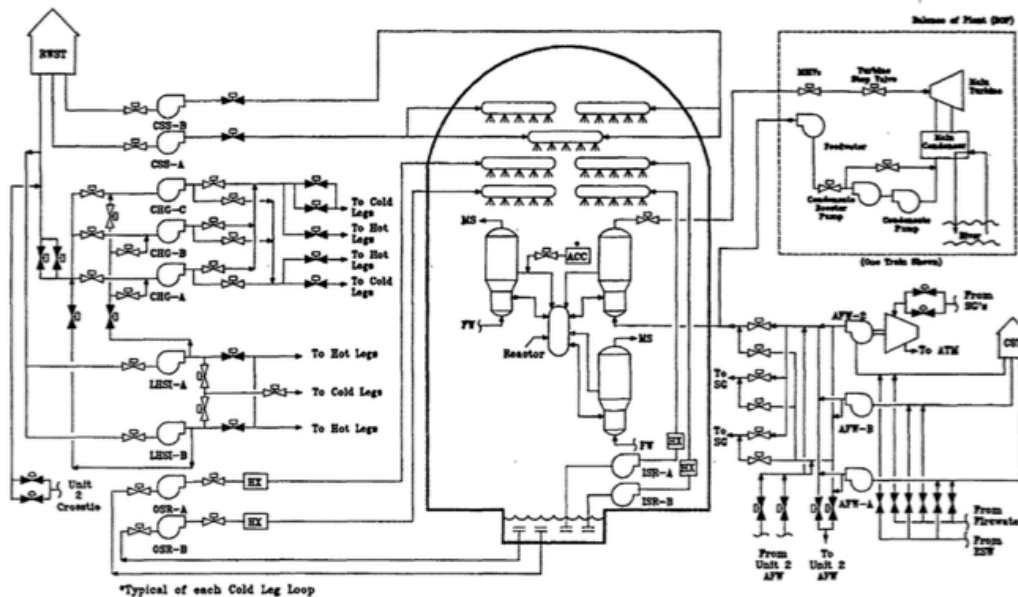 Balance of Plant (BOP)
RWST
MSVs
Turbine
Stop Valve
Main
Turbine
CSS-B
Feedwater
Main
Condenser
CSS-A
Condensate
Booster
Pump
Condensate
Pump
River
(One Train Shown)
CHG-C
To Cold
Legs
To Hot
Legs
CHG-B
To Hot
Legs
To Cold
Legs
CHG-A
MS
*
ACC
FW
Reactor
MS
FW
AFW-2
From
SG's
To ATM
CST
To
SG
To
SG
AFW-B
AFW-A
To Hot Legs
LHSI-A
To Cold Legs
To Hot Legs
LHSI-B
HX
HX
ISR-A
ISR-B
Unit
2
Crosstie
HX
OSR-A
HX
OSR-B
From
Firewater
From
ESW
From
Unit 2
AFW
To
Unit 2
AFW
*Typical of each Cold Leg Loop